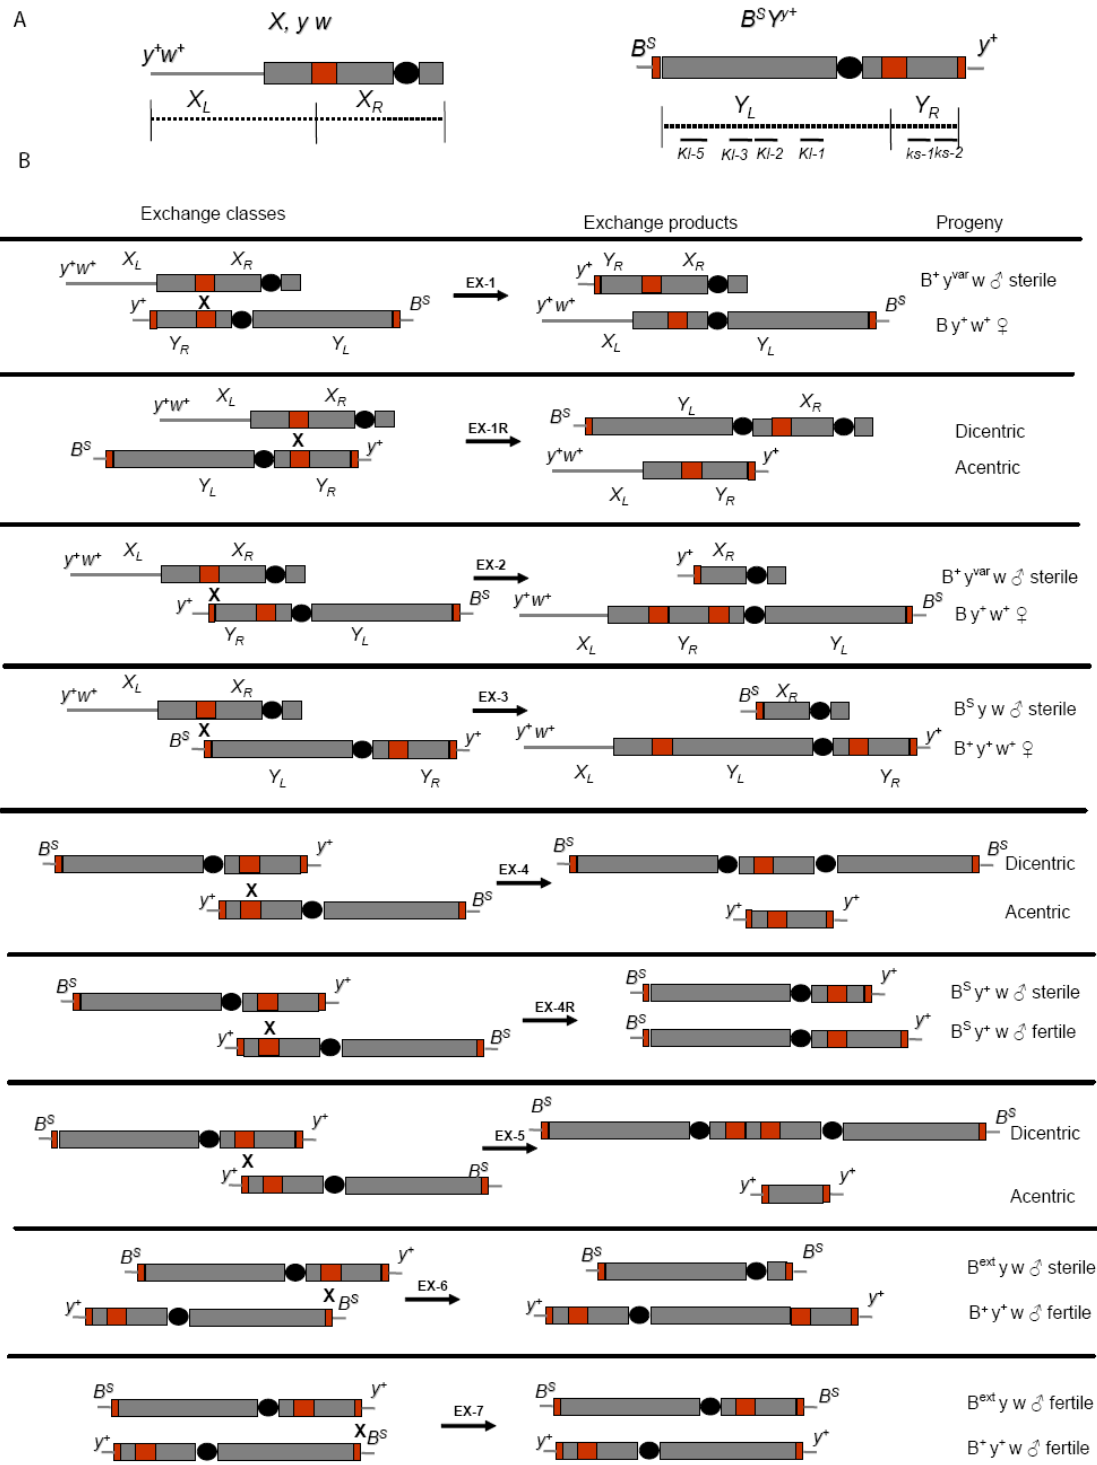 A
X, y w
B^S Y^y+
y⁺w⁺
B^S
y⁺
X_L
X_R
Y_L
Y_R
Kl-5
Kl-3
Kl-2
Kl-1
ks-1
ks-2
B
Exchange classes
Exchange products
Progeny
y⁺w⁺ X_L X_R
y⁺ Y_R X_R
B⁺ y^var w ♂ sterile
EX-1
X
y⁺ B^S
y⁺w⁺ B^S
B y⁺ w⁺ ♀
Y_R Y_L
X_L Y_L
y⁺w⁺ X_L X_R
B^S Y_L X_R
Dicentric
EX-1R
X
B^S y⁺
y⁺w⁺ y⁺
Acentric
Y_L Y_R
X_L Y_R
y⁺w⁺ X_L X_R
y⁺ X_R
B⁺ y^var w ♂ sterile
EX-2
X
y⁺ B^S
y⁺w⁺ B^S
B y⁺ w⁺ ♀
Y_R Y_L
X_L Y_R Y_L
y⁺w⁺ X_L X_R
B^S X_R
B^S y w ♂ sterile
EX-3
X
B^S y⁺
y⁺w⁺ y⁺
B⁺ y⁺ w⁺ ♀
Y_L Y_R
X_L Y_L Y_R
B^S y⁺
B^S B^S
Dicentric
EX-4
X
y⁺ B^S
y⁺ y⁺
Acentric
B^S y⁺
B^S y⁺
B^S y⁺ w ♂ sterile
EX-4R
X
y⁺ B^S
B^S y⁺
B^S y⁺ w ♂ fertile
B^S y⁺
B^S B^S
Dicentric
EX-5
X
y⁺ B^S
y⁺ y⁺
Acentric
B^S y⁺
B^S B^S
B^ext y w ♂ sterile
EX-6
X
y⁺ B^S
y⁺ y⁺
B⁺ y⁺ w ♂ fertile
B^S y⁺
B^S B^S
B^ext y w ♂ fertile
EX-7
X
y⁺ B^S
y⁺ y⁺
B⁺ y⁺ w ♂ fertile